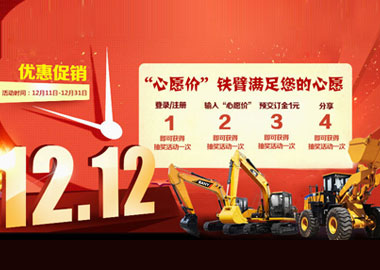 优惠促销
活动时间：12月11日-12月31日
“心愿价”铁臂满足您的心愿
登录/注册
1
即可获得
抽奖活动一次
输入“心愿价”
2
即可获得
抽奖活动一次
预交订金1元
3
即可获得
抽奖活动一次
分享
4
即可获得
抽奖活动一次
12.12